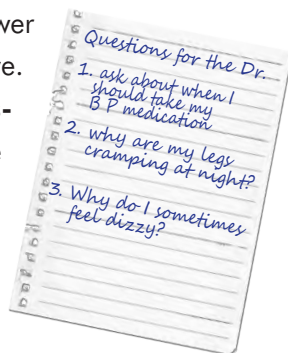 wer
e.
-
e
Questions for the Dr.
1. ask about when I
should take my
B P medication
2. why are my legs
cramping at night?
3. Why do I sometimes
feel dizzy?